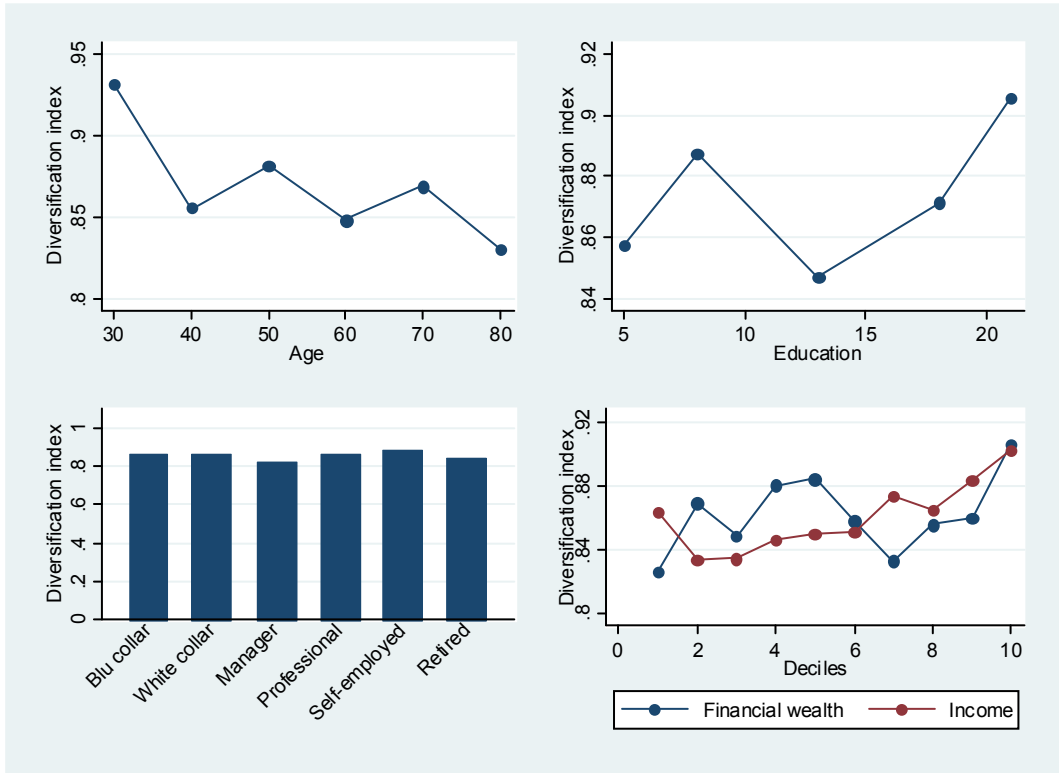 Diversification index
.95
.9
.85
.8
30 40 50 60 70 80
Age
Diversification index
.92
.9
.88
.86
.84
5 10 15 20
Education
Diversification index
1
.8
.6
.4
.2
0
Blu collar
White collar
Manager
Professional
Self-employed
Retired
Diversification index
.92
.88
.84
.8
0 2 4 6 8 10
Deciles
Financial wealth Income